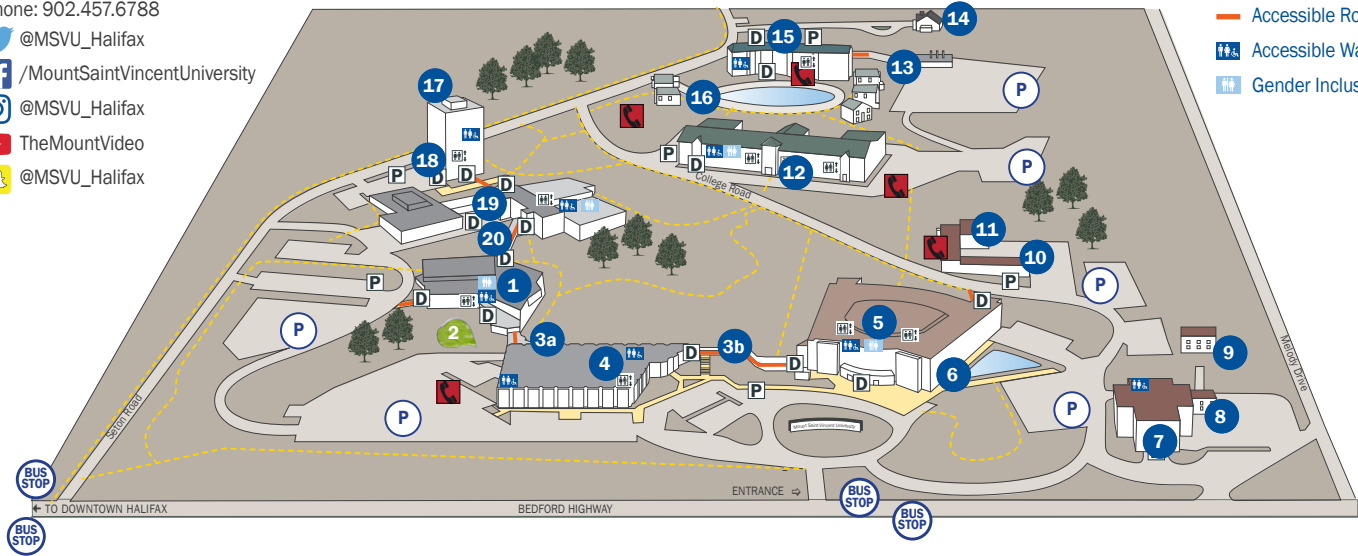 hone: 902.457.6788
@MSVU_Halifax
/MountSaintVincentUniversity
@MSVU_Halifax
TheMountVideo
@MSVU_Halifax
Accessible Ro
Accessible Wa
Gender Inclus
14
15
D
P
D
13
P
17
16
18
P
D
D
D
P
D
12
College Road
P
19
D
20
D
D
11
10
P
P
1
P
D
D
P
2
3a
4
3b
D
D
P
5
D
D
6
9
Melody Drive
8
7
P
P
Seton Road
Mount Saint Vincent University
BUS STOP
ENTRANCE ⇨
BUS STOP
← TO DOWNTOWN HALIFAX
BEDFORD HIGHWAY
BUS STOP
BUS STOP